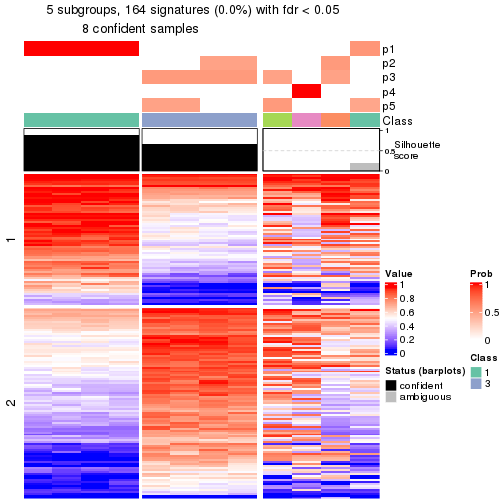 5 subgroups, 164 signatures (0.0%) with fdr < 0.05
8 confident samples
p1
p2
p3
p4
p5
Class
1
0.5
0
Silhouette
score
1
2
Value
1
0.8
0.6
0.4
0.2
0
Prob
1
0.5
0
Status (barplots)
confident
ambiguous
Class
1
3